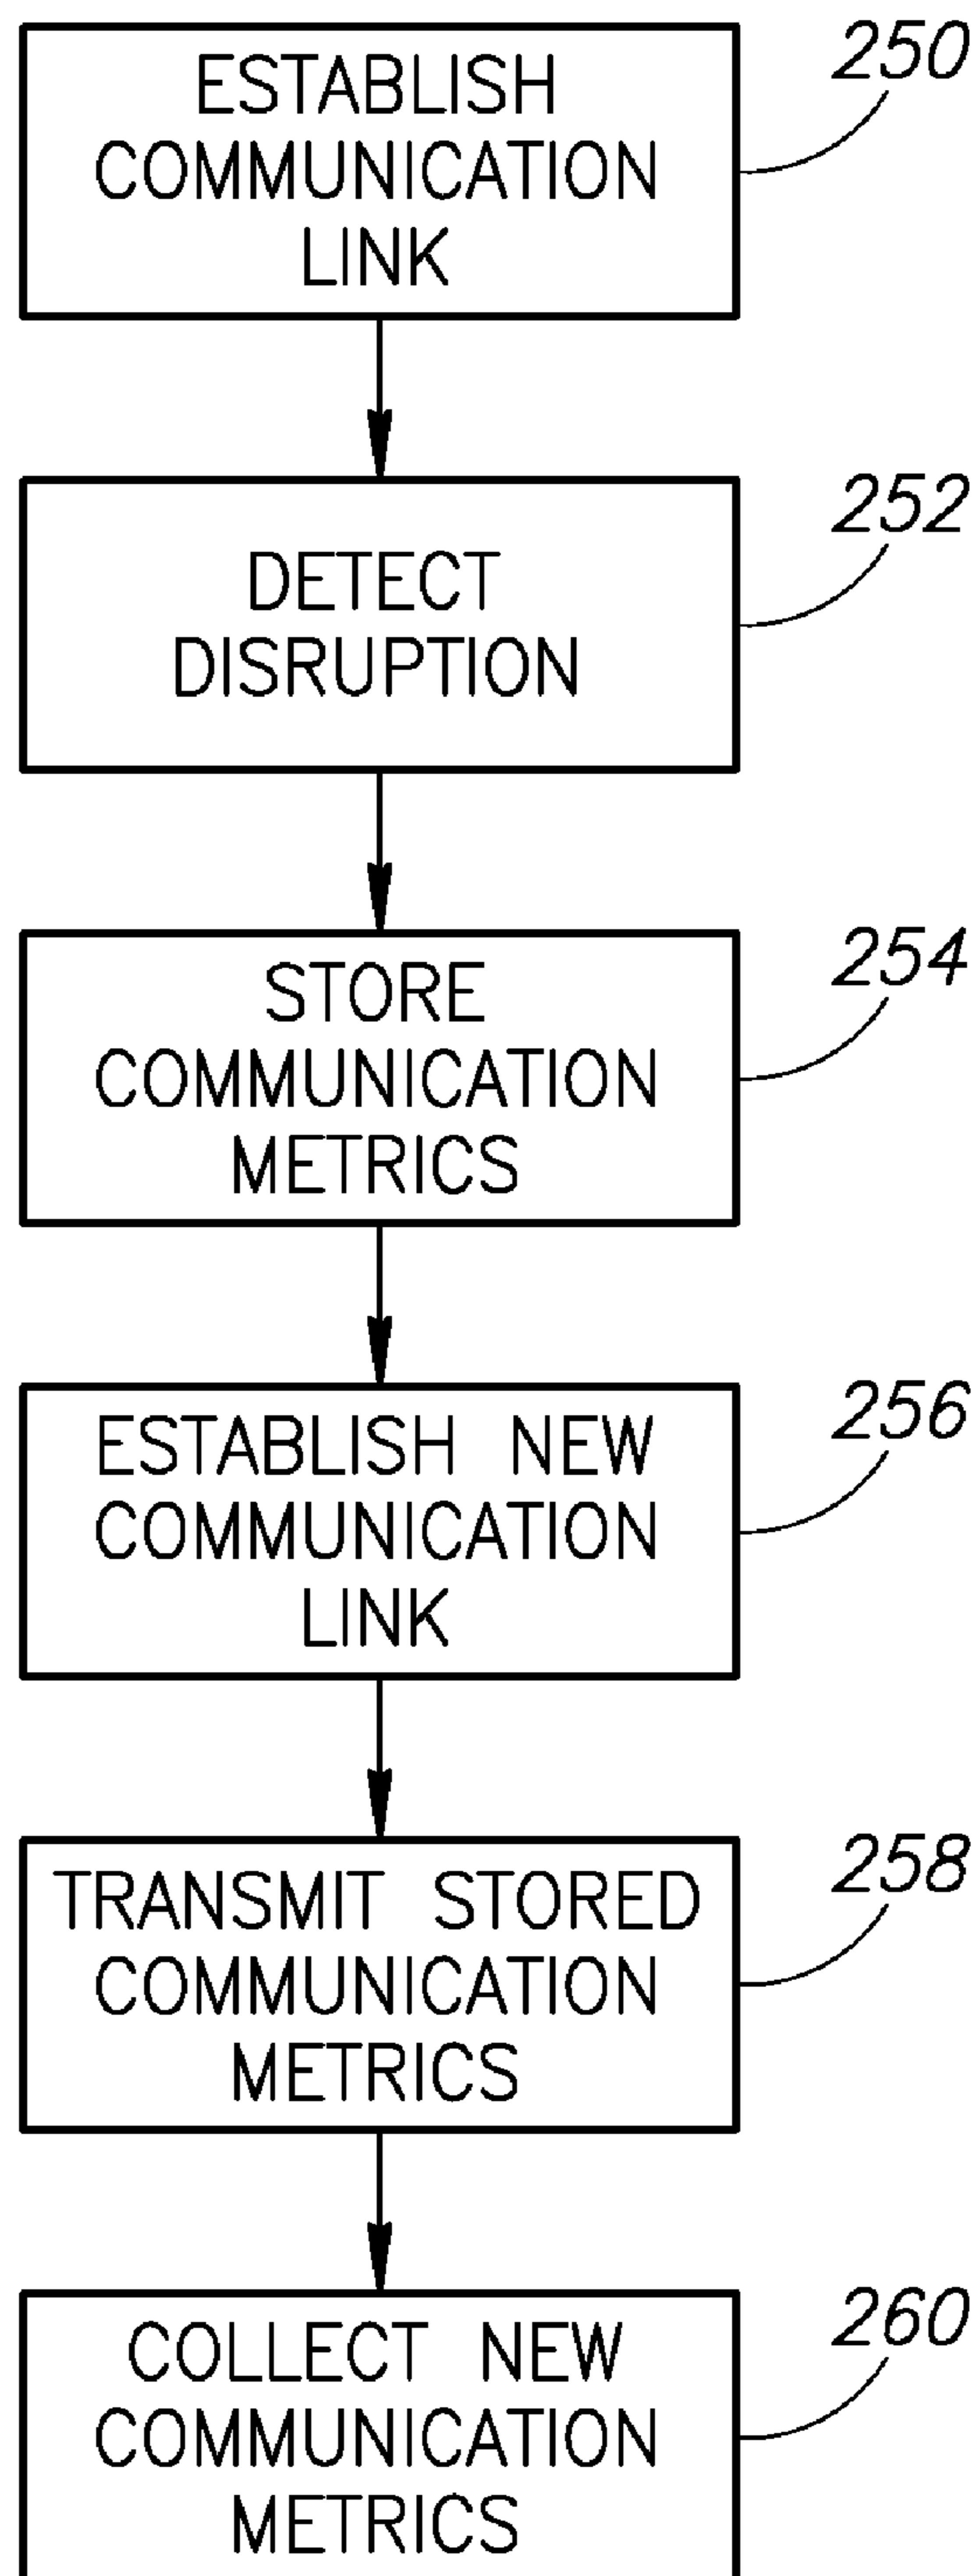 ESTABLISH
COMMUNICATION
LINK
250
DETECT
DISRUPTION
252
STORE
COMMUNICATION
METRICS
254
ESTABLISH NEW
COMMUNICATION
LINK
256
TRANSMIT STORED
COMMUNICATION
METRICS
258
COLLECT NEW
COMMUNICATION
METRICS
260